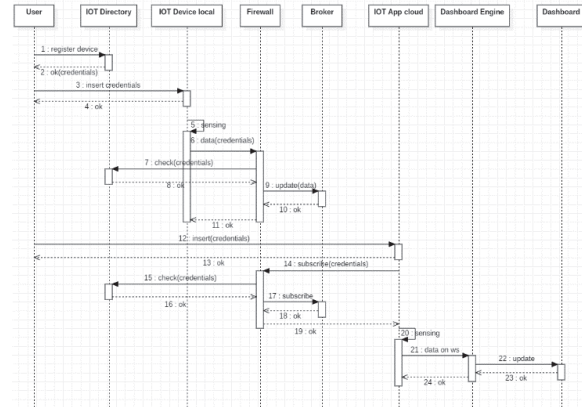 User
IOT Directory
IOT Device local
Firewall
Broker
IOT App cloud
Dashboard Engine
Dashboard
1 : register device
2 : ok(credentials)
3 : insert credentials
4 : ok
5 : sensing
6 : data(credentials)
7 : check(credentials)
8 : ok
9 : update(data)
10 : ok
11 : ok
12 : insert(credentials)
13 : ok
14 : subscribe(credentials)
15 : check(credentials)
16 : ok
17 : subscribe
18 : ok
19 : ok
20 : sensing
21 : data on ws
22 : update
23 : ok
24 : ok